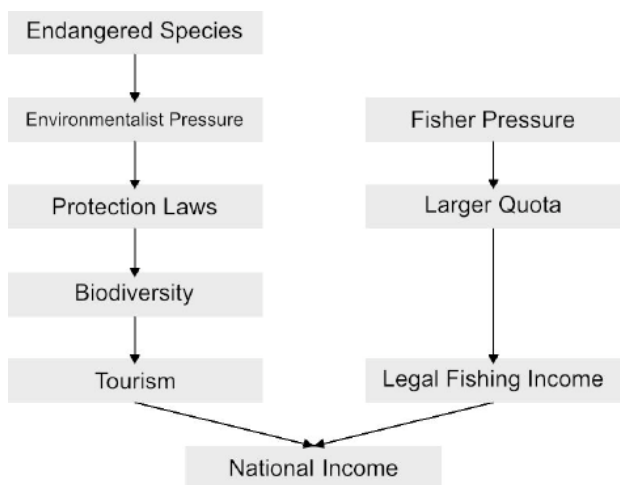 Endangered Species
Environmentalist Pressure
Fisher Pressure
Protection Laws
Larger Quota
Biodiversity
Tourism
Legal Fishing Income
National Income